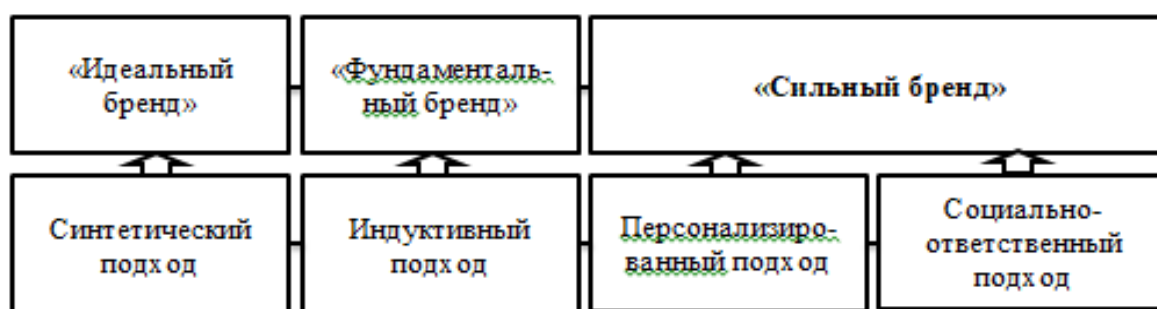 «Идеальный
бренд»
«Фундаменталь-
ный бренд»
«Сильный бренд»
Синтетический
подход
Индуктивный
подход
Персонализиро-
ванный подход
Социально-
ответственный
подход